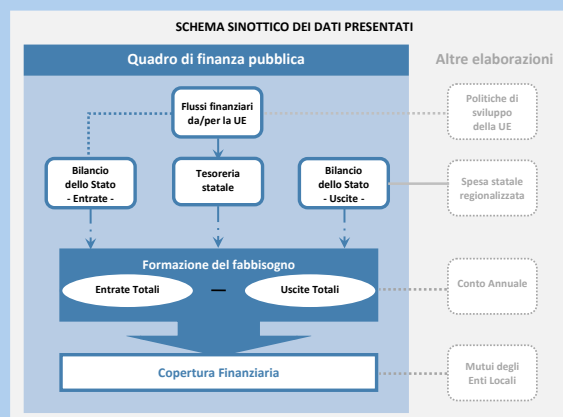 SCHEMA SINOTTICO DEI DATI PRESENTATI
Quadro di finanza pubblica
Altre elaborazioni
Flussi finanziari
da/per la UE
Politiche di
sviluppo
della UE
Bilancio
dello Stato
- Entrate -
Tesoreria
statale
Bilancio
dello Stato
- Uscite -
Spesa statale
regionalizzata
Formazione del fabbisogno
Entrate Totali
—
Uscite Totali
Conto Annuale
Copertura Finanziaria
Mutui degli
Enti Locali